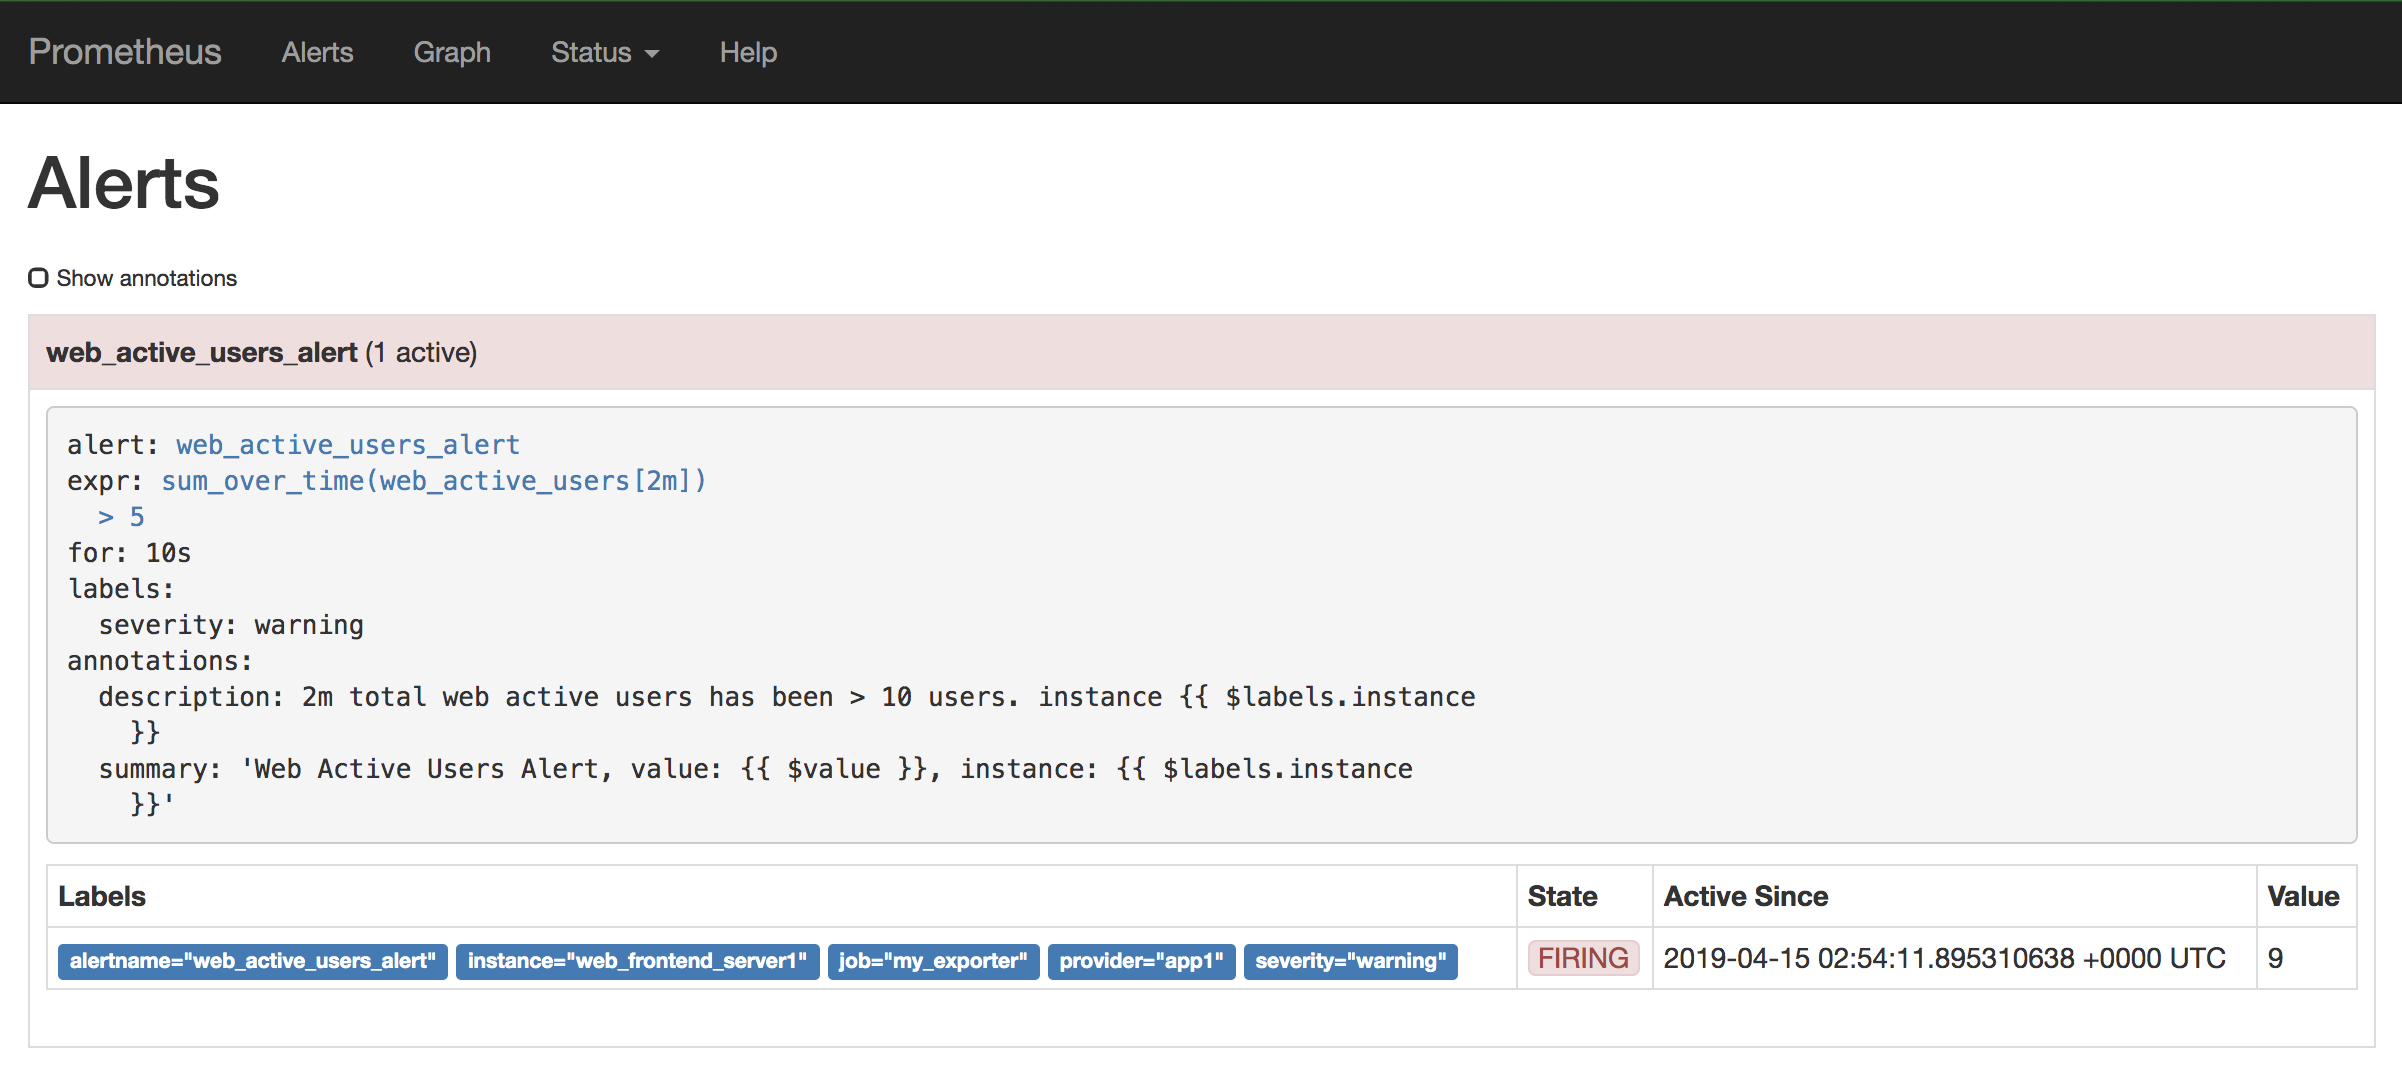 Prometheus Alerts Graph Status Help
Alerts
Show annotations
web_active_users_alert (1 active)
alert: web_active_users_alert
expr: sum_over_time(web_active_users[2m])
  > 5
for: 10s
labels:
  severity: warning
annotations:
  description: 2m total web active users has been > 10 users. instance {{ $labels.instance
    }}
  summary: 'Web Active Users Alert, value: {{ $value }}, instance: {{ $labels.instance
    }}'
Labels State Active Since Value
alertname="web_active_users_alert" instance="web_frontend_server1" job="my_exporter" provider="app1" severity="warning" FIRING 2019-04-15 02:54:11.895310638 +0000 UTC 9